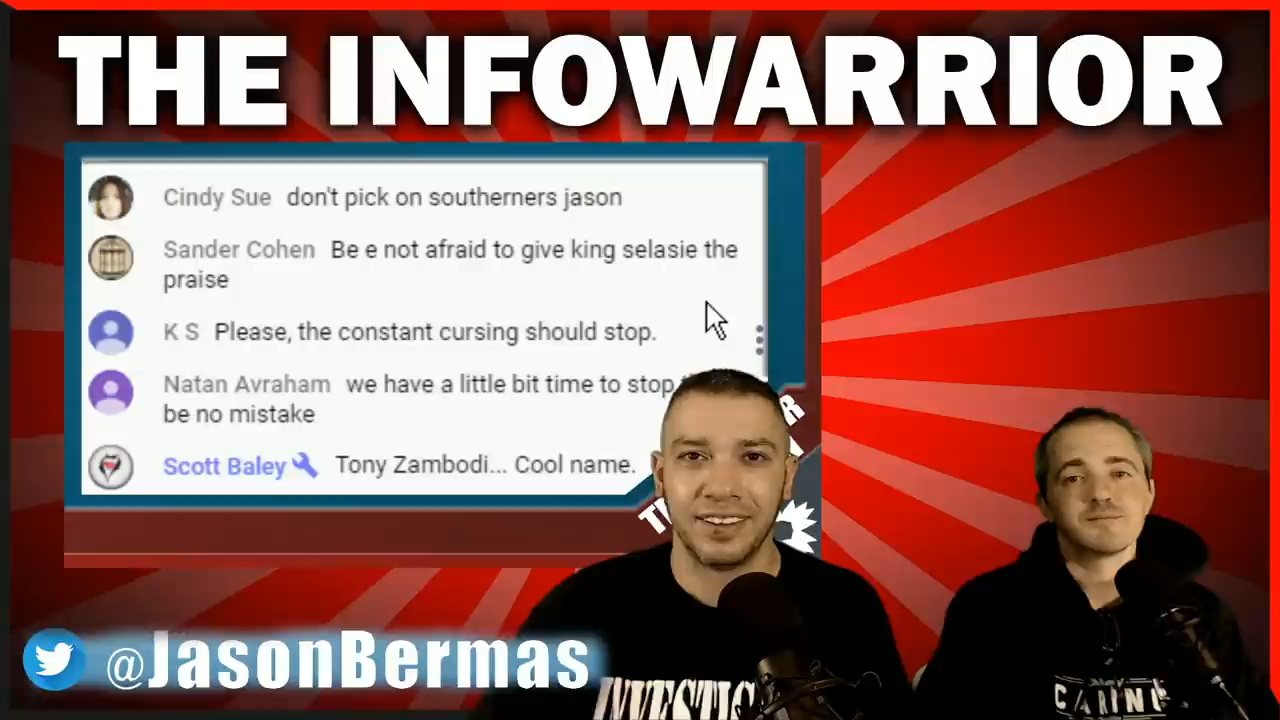 THE INFOWARRIOR
Cindy Sue don't pick on southerners jason
Sander Cohen Be e not afraid to give king selasie the
praise
K S Please, the constant cursing should stop.
Natan Avraham we have a little bit time to stop
be no mistake
Scott Baley Tony Zambodi... Cool name.
@JasonBermas